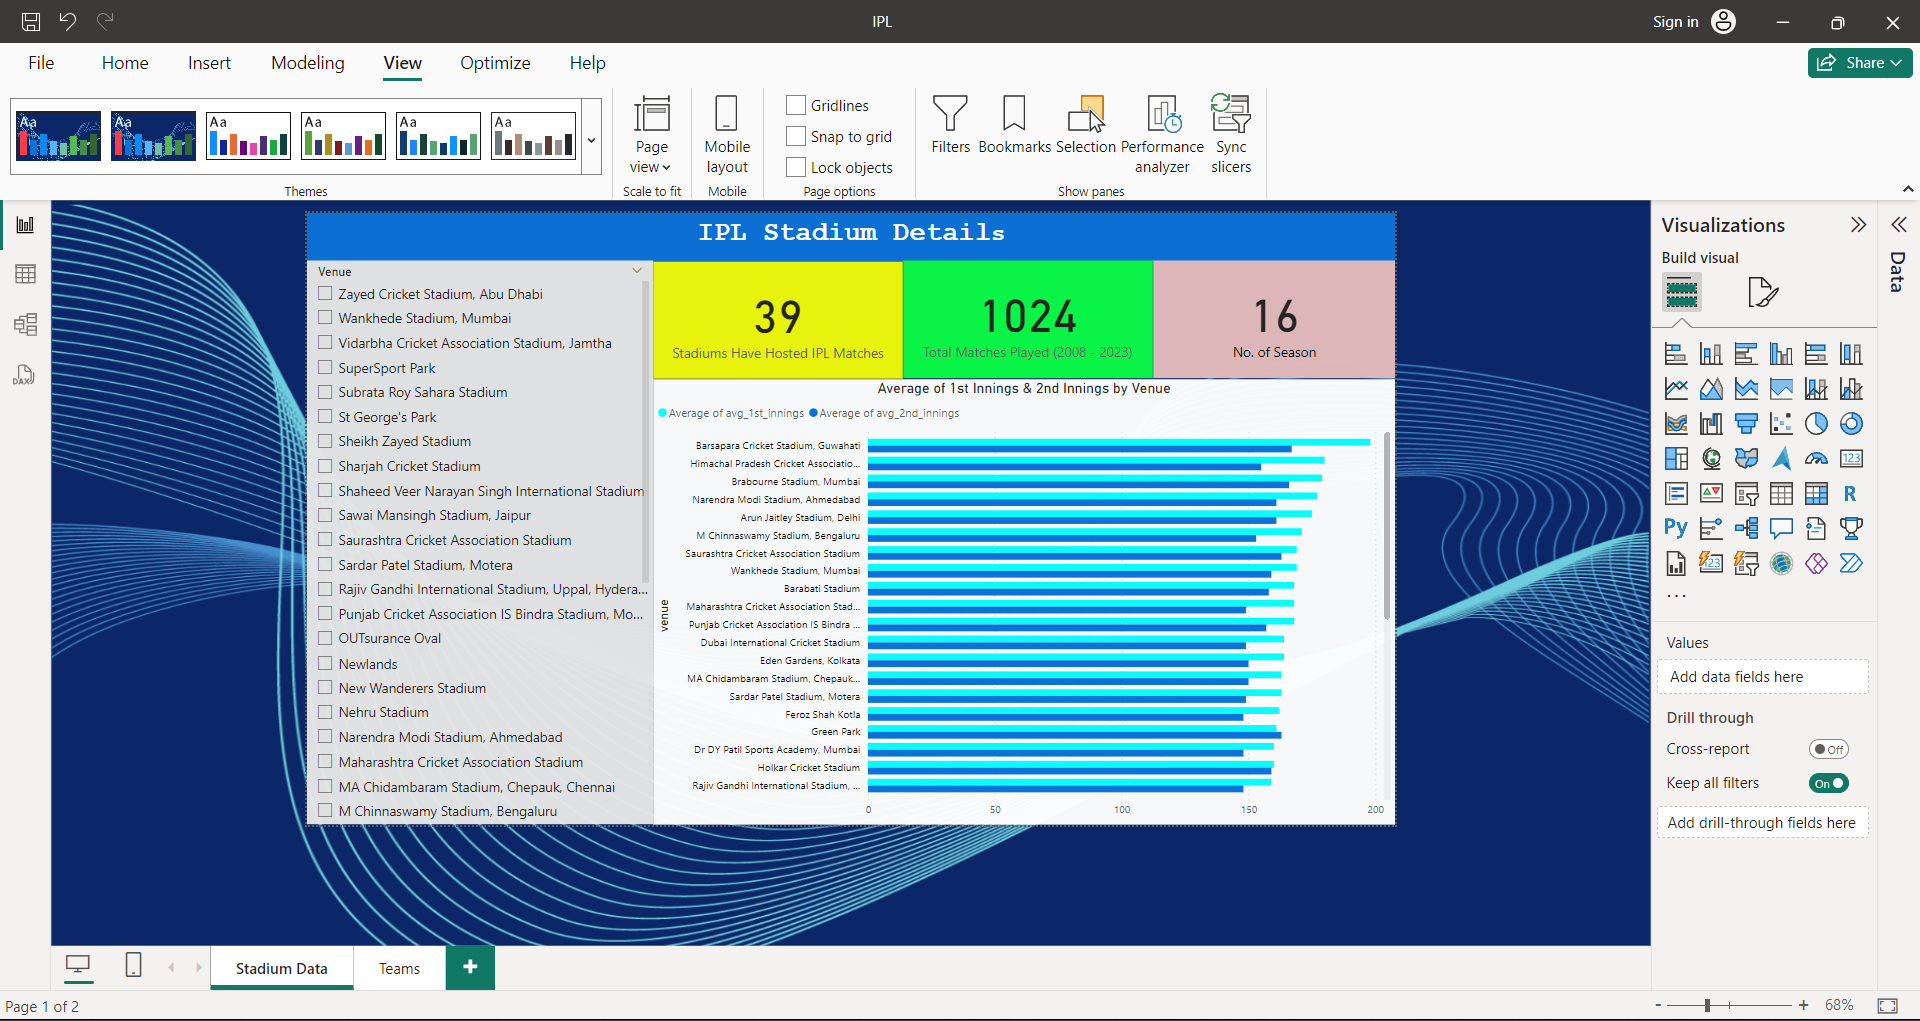 IPL
Sign in
File Home Insert Modeling View Optimize Help
Share
Aa Aa Aa Aa Aa Aa
Themes
Page view
Scale to fit
Mobile layout
Mobile
Gridlines
Snap to grid
Lock objects
Page options
Filters
Bookmarks
Selection
Performance analyzer
Sync slicers
Show panes
DAX
IPL Stadium Details
Venue
Zayed Cricket Stadium, Abu Dhabi
Wankhede Stadium, Mumbai
Vidarbha Cricket Association Stadium, Jamtha
SuperSport Park
Subrata Roy Sahara Stadium
St George's Park
Sheikh Zayed Stadium
Sharjah Cricket Stadium
Shaheed Veer Narayan Singh International Stadium
Sawai Mansingh Stadium, Jaipur
Saurashtra Cricket Association Stadium
Sardar Patel Stadium, Motera
Rajiv Gandhi International Stadium, Uppal, Hydera...
Punjab Cricket Association IS Bindra Stadium, Mo...
OUTsurance Oval
Newlands
New Wanderers Stadium
Nehru Stadium
Narendra Modi Stadium, Ahmedabad
Maharashtra Cricket Association Stadium
MA Chidambaram Stadium, Chepauk, Chennai
M Chinnaswamy Stadium, Bengaluru
39
Stadiums Have Hosted IPL Matches
1024
Total Matches Played (2008 - 2023)
16
No. of Season
Average of 1st Innings & 2nd Innings by Venue
Average of avg_1st_innings Average of avg_2nd_innings
venue
Barsapara Cricket Stadium, Guwahati
Himachal Pradesh Cricket Associatio...
Brabourne Stadium, Mumbai
Narendra Modi Stadium, Ahmedabad
Arun Jaitley Stadium, Delhi
M Chinnaswamy Stadium, Bengaluru
Saurashtra Cricket Association Stadium
Wankhede Stadium, Mumbai
Barabati Stadium
Maharashtra Cricket Association Stad...
Punjab Cricket Association IS Bindra ...
Dubai International Cricket Stadium
Eden Gardens, Kolkata
MA Chidambaram Stadium, Chepauk...
Sardar Patel Stadium, Motera
Feroz Shah Kotla
Green Park
Dr DY Patil Sports Academy, Mumbai
Holkar Cricket Stadium
Rajiv Gandhi International Stadium, ...
0 50 100 150 200
Visualizations
Build visual
123
R
Py
123
...
Values
Add data fields here
Drill through
Cross-report
Off
Keep all filters
On
Add drill-through fields here
Data
Stadium Data
Teams
+
Page 1 of 2
- + 68%